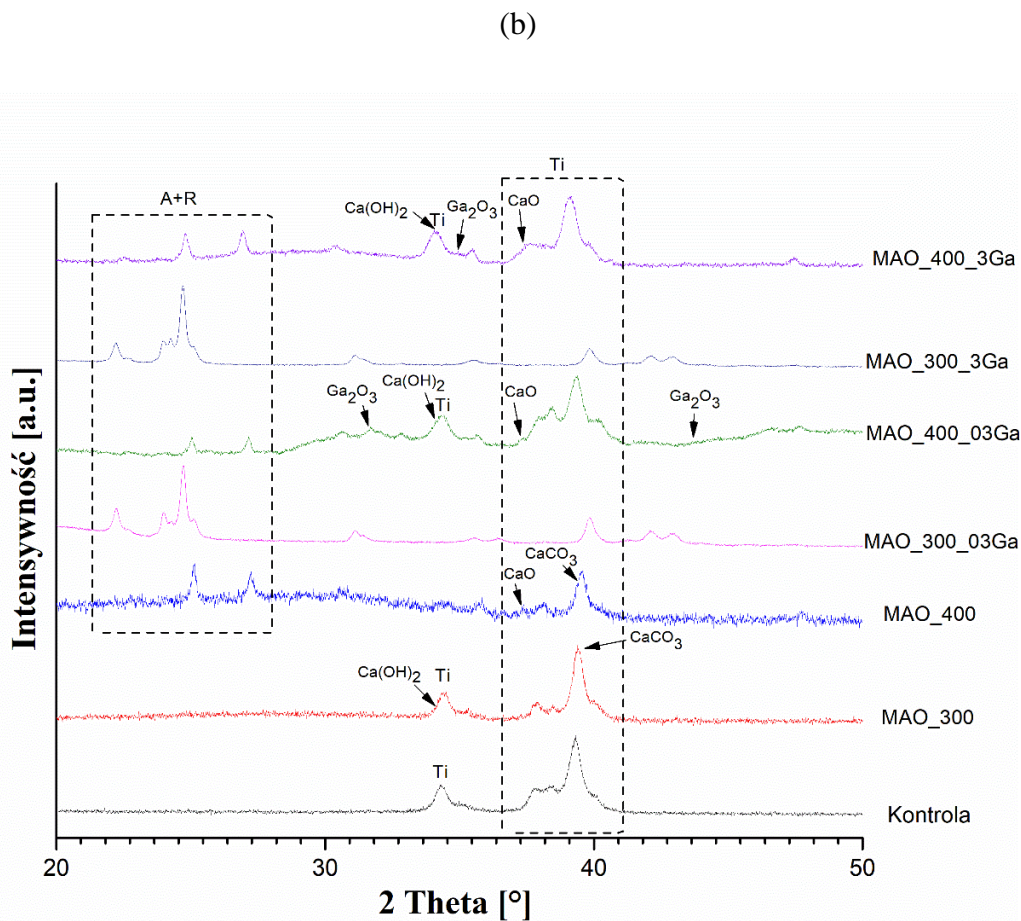 (b)
Ti
A+R
Ca(OH)2 Ti Ga2O3 CaO
MAO_400_3Ga
MAO_300_3Ga
Ga2O3 Ca(OH)2 Ti CaO Ga2O3
MAO_400_03Ga
MAO_300_03Ga
CaO CaCO3
MAO_400
CaCO3
Ca(OH)2 Ti
MAO_300
Ti
Kontrola
Intensywność [a.u.]
20 30 40 50
2 Theta [°]